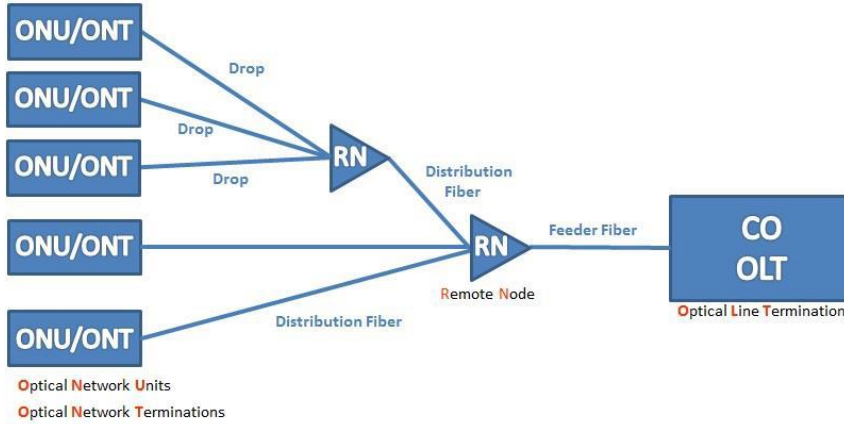 ONU/ONT
Drop
ONU/ONT
Drop
ONU/ONT
Drop
RN
Distribution
Fiber
ONU/ONT
RN
Feeder Fiber
CO
OLT
Remote Node
Optical Line Termination
Distribution Fiber
ONU/ONT
Optical Network Units
Optical Network Terminations